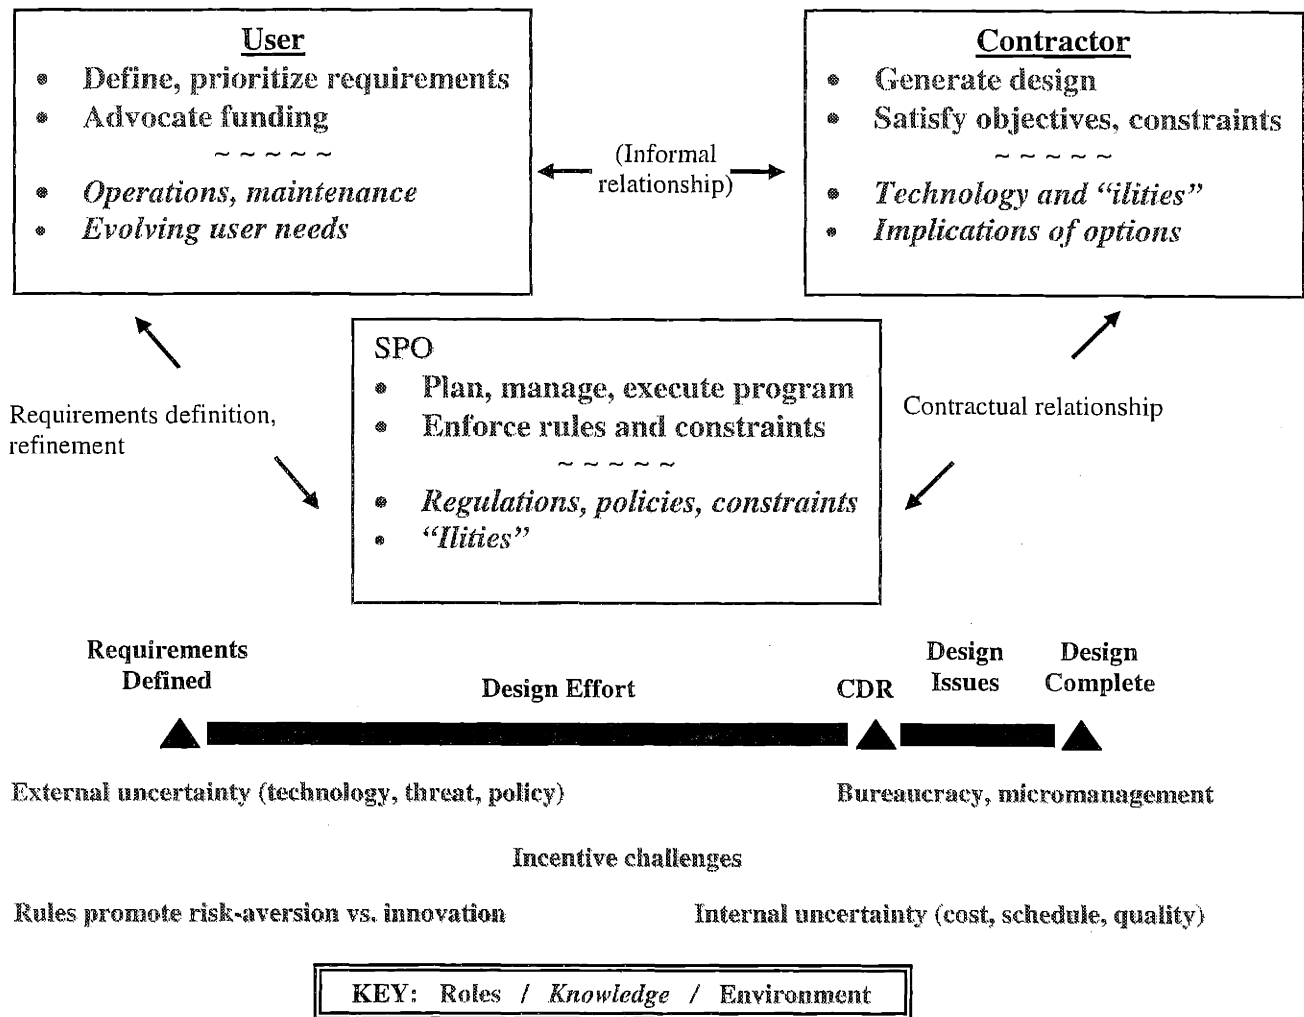 User
• Define, prioritize requirements
• Advocate funding
~ ~ ~ ~ ~
• Operations, maintenance
• Evolving user needs
(Informal
relationship)
Contractor
• Generate design
• Satisfy objectives, constraints
~ ~ ~ ~ ~
• Technology and “ilities”
• Implications of options
Requirements definition,
refinement
SPO
• Plan, manage, execute program
• Enforce rules and constraints
~ ~ ~ ~ ~
• Regulations, policies, constraints
• “Ilities”
Contractual relationship
Requirements
Defined
Design Effort
CDR
Design
Issues
Design
Complete
External uncertainty (technology, threat, policy)
Bureaucracy, micromanagement
Incentive challenges
Rules promote risk-aversion vs. innovation
Internal uncertainty (cost, schedule, quality)
KEY: Roles / Knowledge / Environment